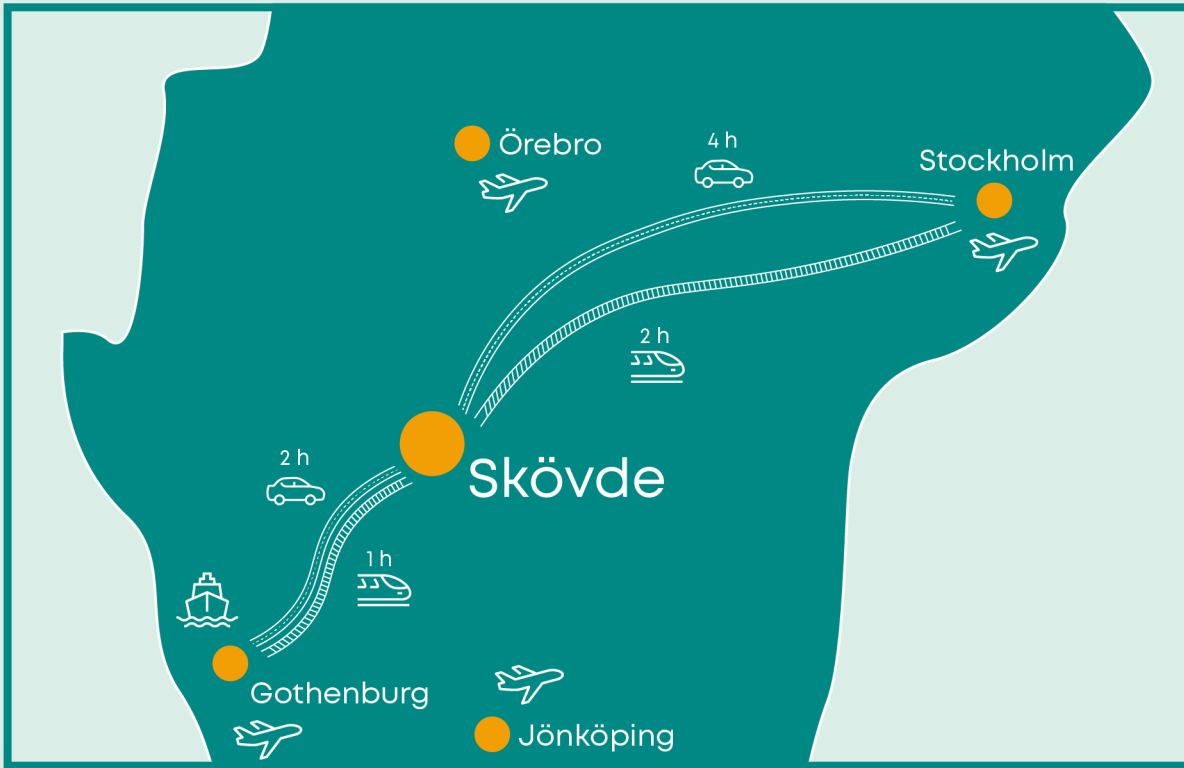 Örebro
4 h
Stockholm
2 h
Skövde
2 h
1 h
Gothenburg
Jönköping